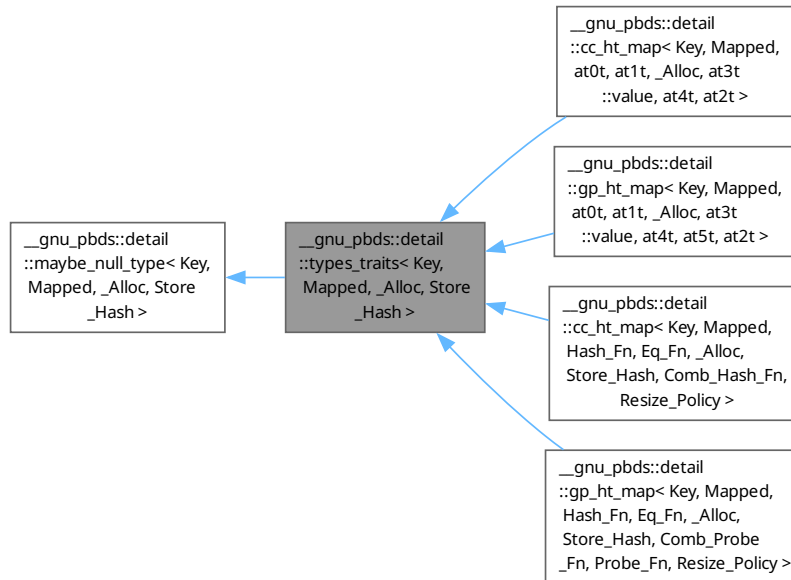 __gnu_pbds::detail
::maybe_null_type< Key,
Mapped, _Alloc, Store
_Hash >
__gnu_pbds::detail
::types_traits< Key,
Mapped, _Alloc, Store
_Hash >
__gnu_pbds::detail
::cc_ht_map< Key, Mapped,
at0t, at1t, _Alloc, at3t
::value, at4t, at2t >
__gnu_pbds::detail
::gp_ht_map< Key, Mapped,
at0t, at1t, _Alloc, at3t
::value, at4t, at5t, at2t >
__gnu_pbds::detail
::cc_ht_map< Key, Mapped,
Hash_Fn, Eq_Fn, _Alloc,
Store_Hash, Comb_Hash_Fn,
Resize_Policy >
__gnu_pbds::detail
::gp_ht_map< Key, Mapped,
Hash_Fn, Eq_Fn, _Alloc,
Store_Hash, Comb_Probe
_Fn, Probe_Fn, Resize_Policy >